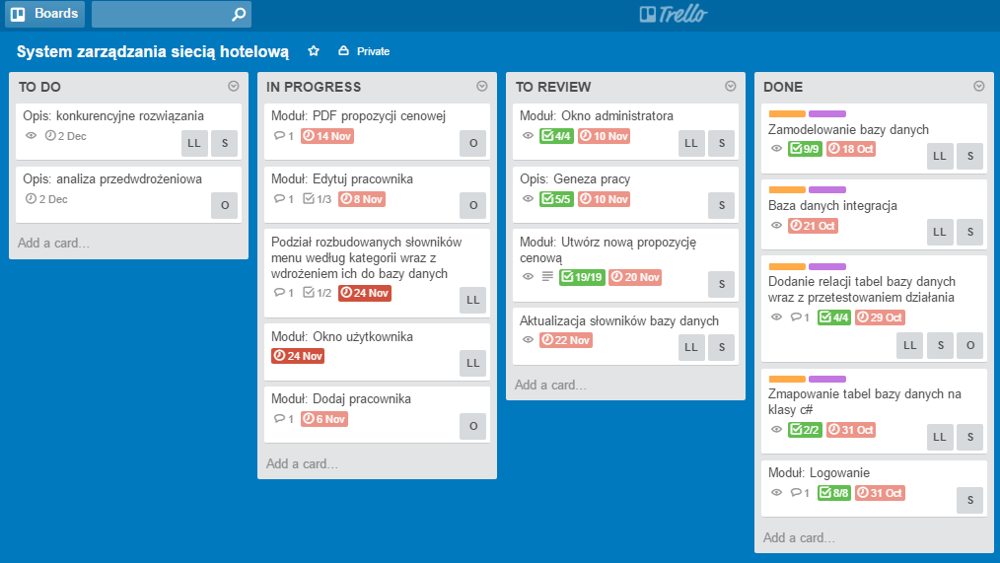 Boards
Trello
System zarządzania siecią hotelową Private
TO DO
Opis: konkurencyjne rozwiązania
2 Dec
LL S
Opis: analiza przedwdrożeniowa
2 Dec
O
Add a card...
IN PROGRESS
Moduł: PDF propozycji cenowej
1 14 Nov
O
Moduł: Edytuj pracownika
1 1/3 8 Nov
O
Podział rozbudowanych słowników
menu według kategorii wraz z
wdrożeniem ich do bazy danych
1 1/2 24 Nov
LL
Moduł: Okno użytkownika
24 Nov
LL
Moduł: Dodaj pracownika
1 6 Nov
O
Add a card...
TO REVIEW
Moduł: Okno administratora
4/4 10 Nov
LL S
Opis: Geneza pracy
5/5 10 Nov
S
Moduł: Utwórz nową propozycję
cenową
19/19 20 Nov
S
Aktualizacja słowników bazy danych
22 Nov
LL S
Add a card...
DONE
Zamodelowanie bazy danych
9/9 18 Oct
LL S
Baza danych integracja
21 Oct
LL S
Dodanie relacji tabel bazy danych
wraz z przetestowaniem działania
1 4/4 29 Oct
LL S O
Zmapowanie tabel bazy danych na
klasy c#
2/2 31 Oct
LL S
Moduł: Logowanie
1 8/8 31 Oct
S
Add a card...